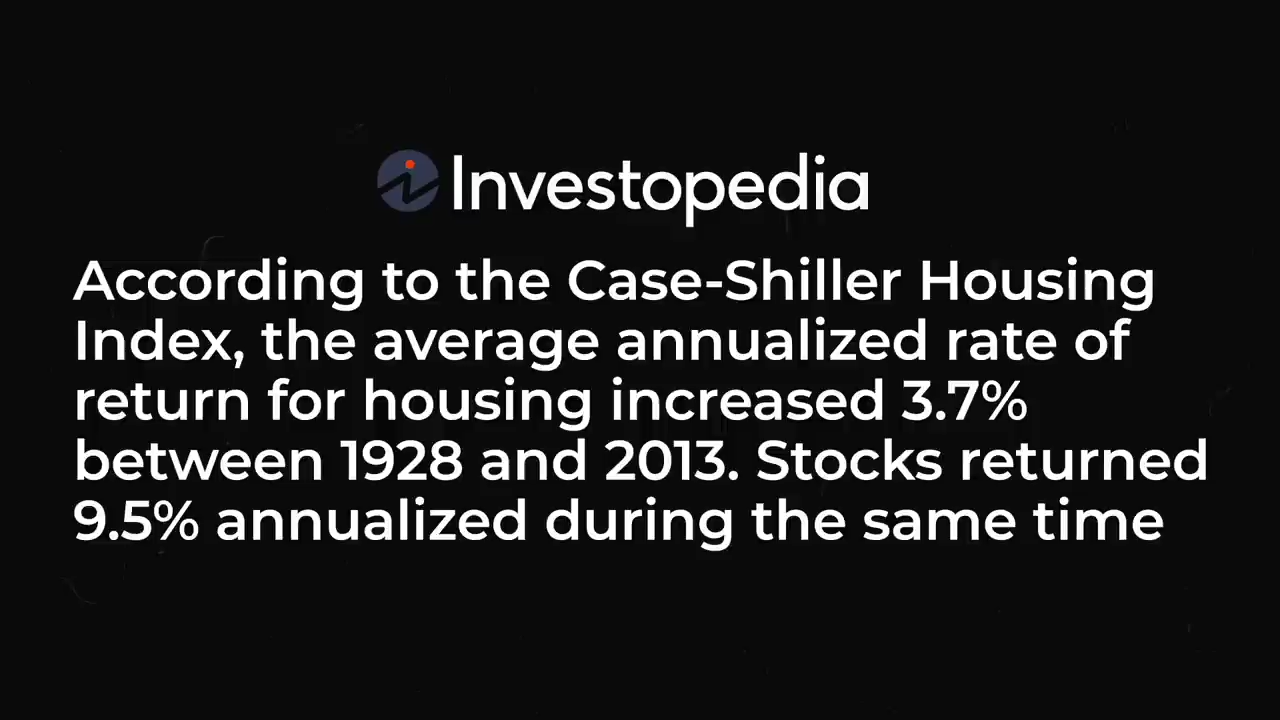 Investopedia
According to the Case-Shiller Housing
Index, the average annualized rate of
return for housing increased 3.7%
between 1928 and 2013. Stocks returned
9.5% annualized during the same time